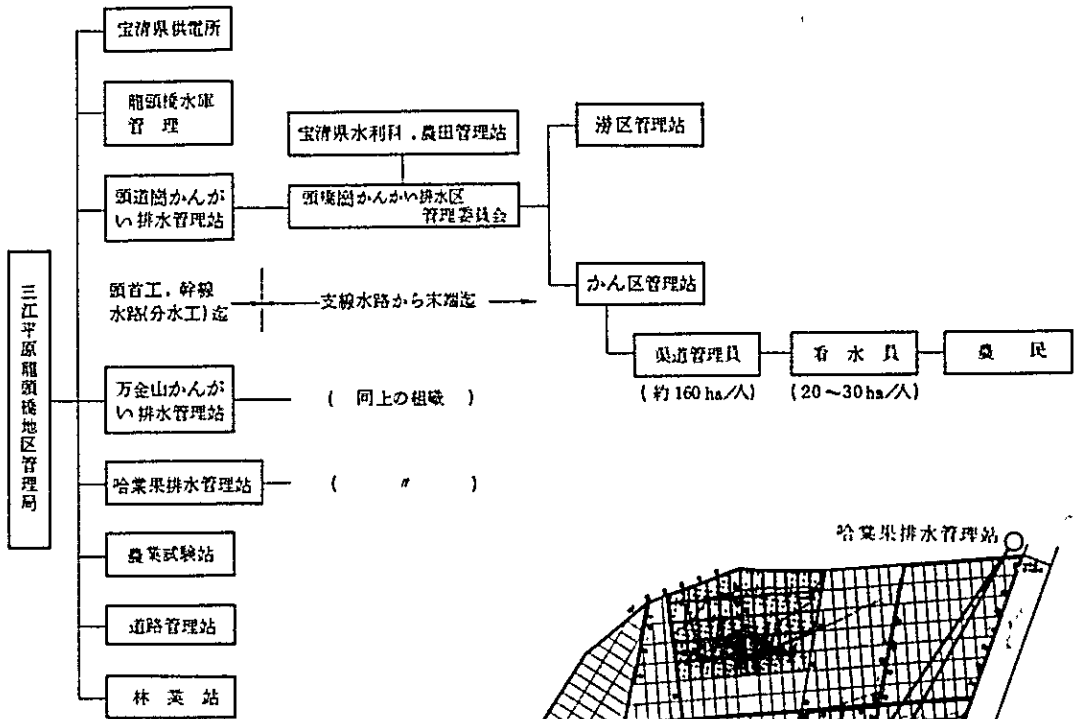 宝清県供電所
龍頭橋水庫
管理
宝清県水利科．農田管理站
澇区管理站
頭道崗かんが
い排水管理站
頭橋崗かんがい排水区
管理委員会
三江平原龍頭橋地区管理局
頭首工．幹線
水路(分水工)迄
支線水路から末端迄
かん区管理站
渠道管理員
看水員
農民
(約160ha/人)
(20～30ha/人)
万金山かんが
い排水管理站
(同上の組織)
哈葉果排水管理站
(〃)
農業試験站
哈葉果排水管理站
道路管理站
林業站